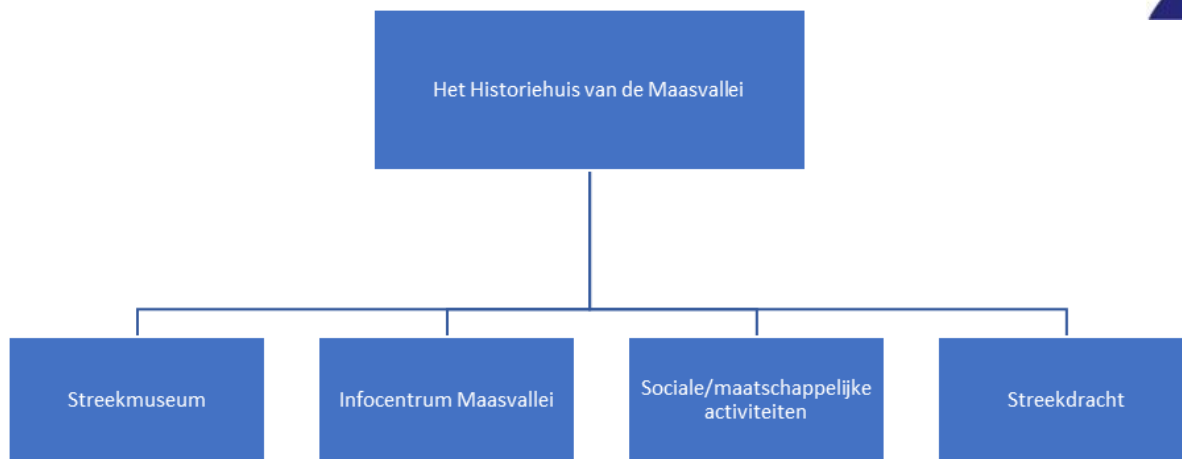 Het Historiehuis van de Maasvallei
Streekmuseum
Infocentrum Maasvallei
Sociale/maatschappelijke
activiteiten
Streekdracht